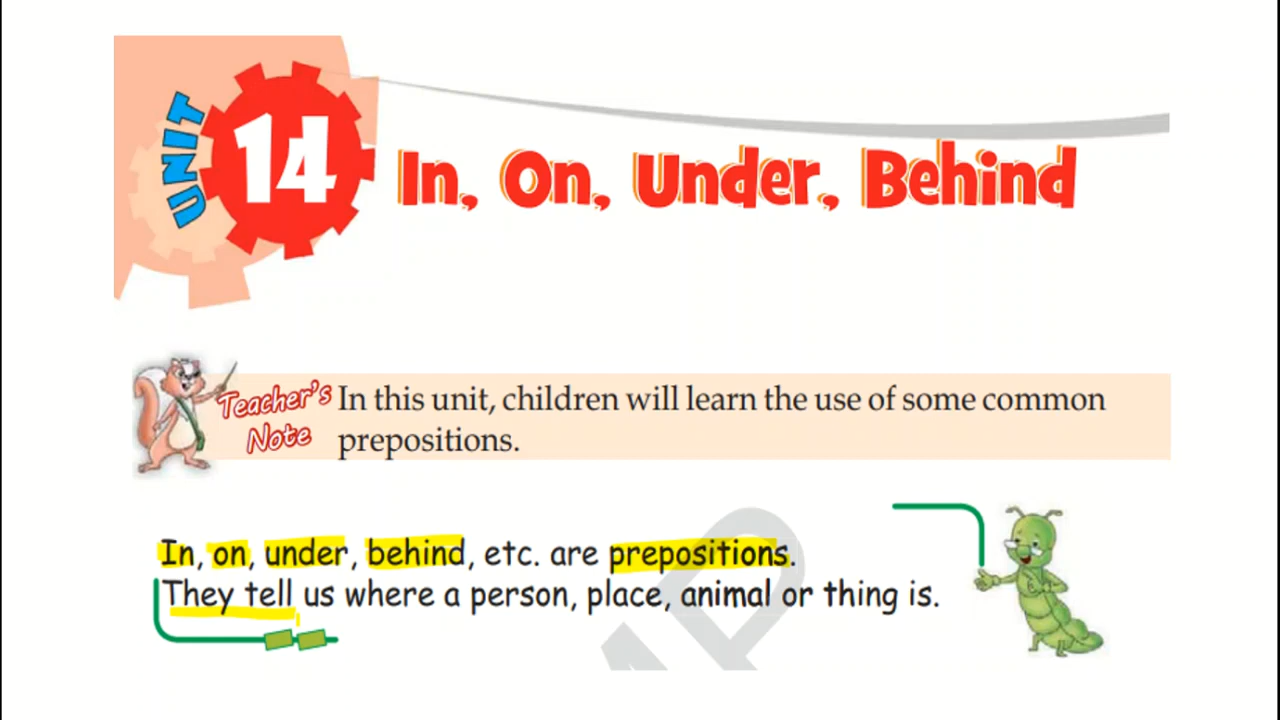 UNIT
14 In, On, Under, Behind
Teacher's
Note
In this unit, children will learn the use of some common
prepositions.
In, on, under, behind, etc. are prepositions.
They tell us where a person, place, animal or thing is.